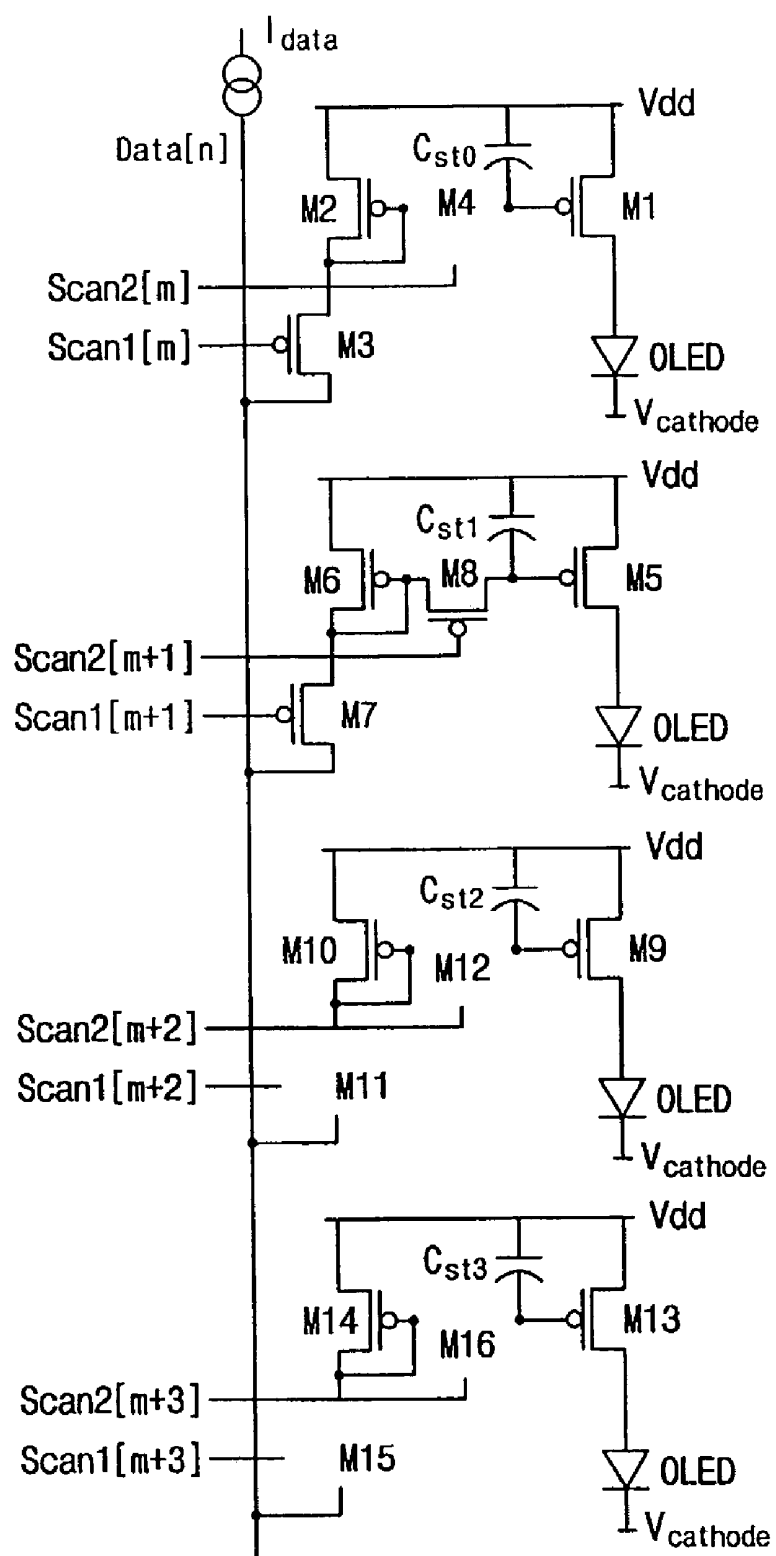 I data
Data[n]
Vdd
Cst0
M2
M4
M1
Scan2[m]
Scan1[m]
M3
OLED
Vcathode
Vdd
Cst1
M6
M8
M5
Scan2[m+1]
Scan1[m+1]
M7
OLED
Vcathode
Vdd
Cst2
M10
M12
M9
Scan2[m+2]
Scan1[m+2]
M11
OLED
Vcathode
Vdd
Cst3
M14
M16
M13
Scan2[m+3]
Scan1[m+3]
M15
OLED
Vcathode